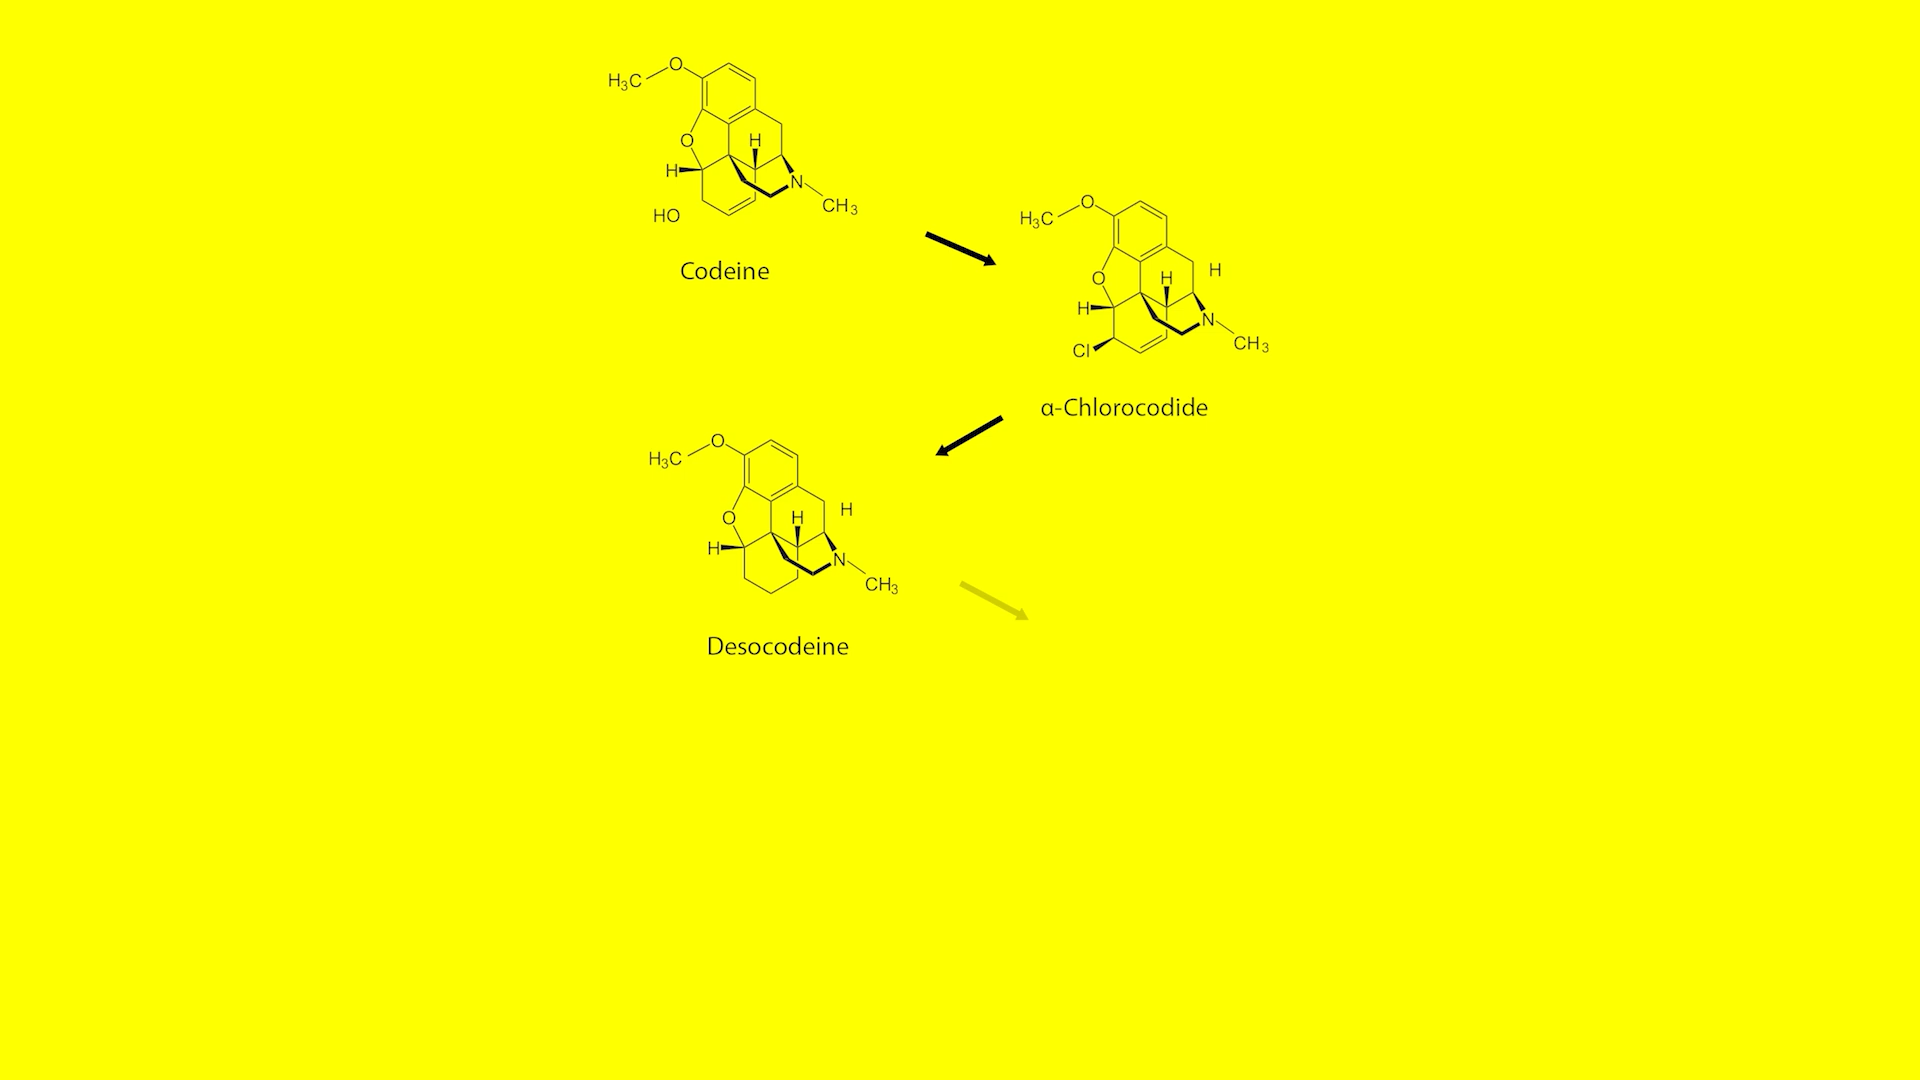 O
H₃C
O
H
H
N
CH₃
HO
Codeine
O
H₃C
H
O
H
H
N
CH₃
Cl
α-Chlorocodide
O
H₃C
H
O
H
H
N
CH₃
Desocodeine